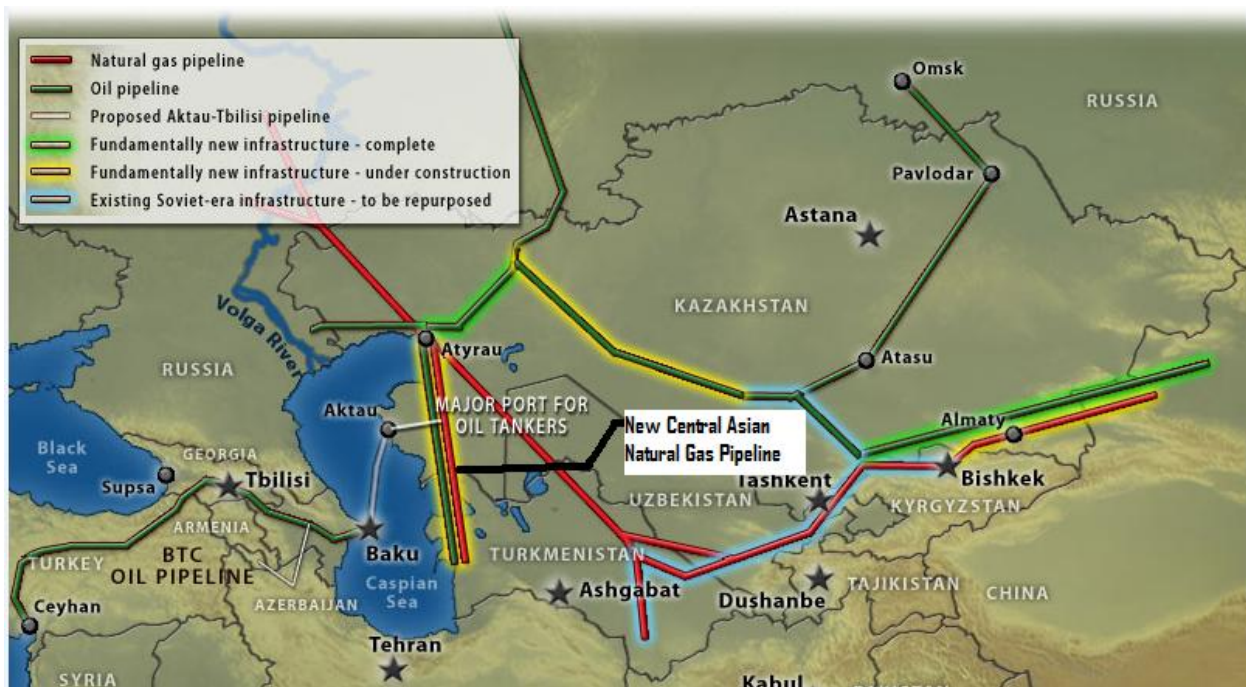 Natural gas pipeline
Oil pipeline
Proposed Aktau-Tbilisi pipeline
Fundamentally new infrastructure - complete
Fundamentally new infrastructure - under construction
Existing Soviet-era infrastructure - to be repurposed
Omsk
RUSSIA
Pavlodar
Astana
KAZAKHSTAN
Volga River
Atyrau
Atasu
RUSSIA
Aktau
MAJOR PORT FOR
OIL TANKERS
New Central Asian
Natural Gas Pipeline
Almaty
Black
Sea
GEORGIA
Supsa
Tbilisi
Tashkent
Bishkek
UZBEKISTAN
KYRGYZSTAN
ARMENIA
Baku
TURKMENISTAN
TURKEY
BTC
OIL PIPELINE
Caspian
Sea
Ashgabat
Dushanbe
TAJIKISTAN
CHINA
AZERBAIJAN
Ceyhan
Tehran
SYRIA
Kabul